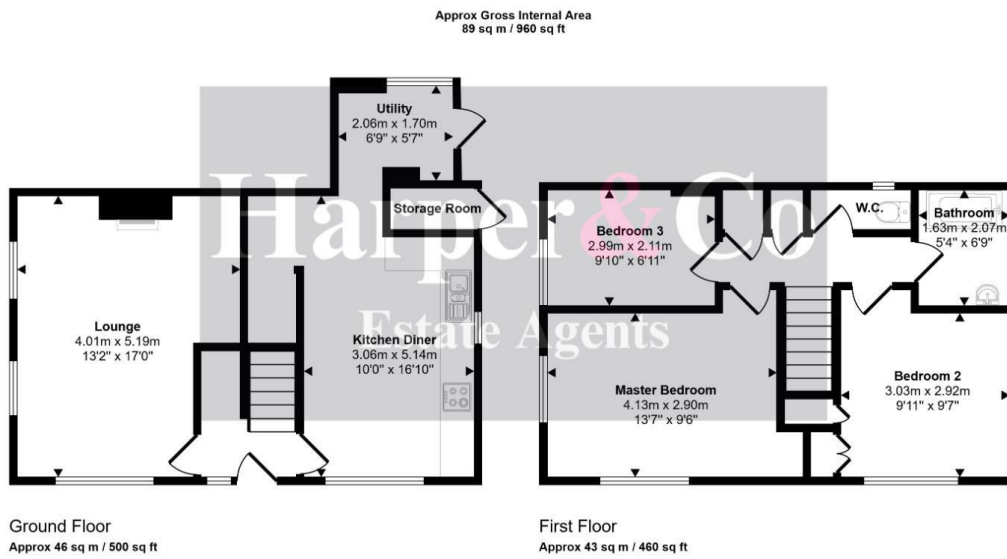 Approx Gross Internal Area
89 sq m / 960 sq ft
Utility
2.06m x 1.70m
6'9" x 5'7"
Storage Room
Lounge
4.01m x 5.19m
13'2" x 17'0"
Kitchen Diner
3.06m x 5.14m
10'0" x 16'10"
Bedroom 3
2.99m x 2.11m
9'10" x 6'11"
W.C.
Bathroom
1.63m x 2.07m
5'4" x 6'9"
Master Bedroom
4.13m x 2.90m
13'7" x 9'6"
Bedroom 2
3.03m x 2.92m
9'11" x 9'7"
Harper&Co
Estate Agents
Ground Floor
Approx 46 sq m / 500 sq ft
First Floor
Approx 43 sq m / 460 sq ft